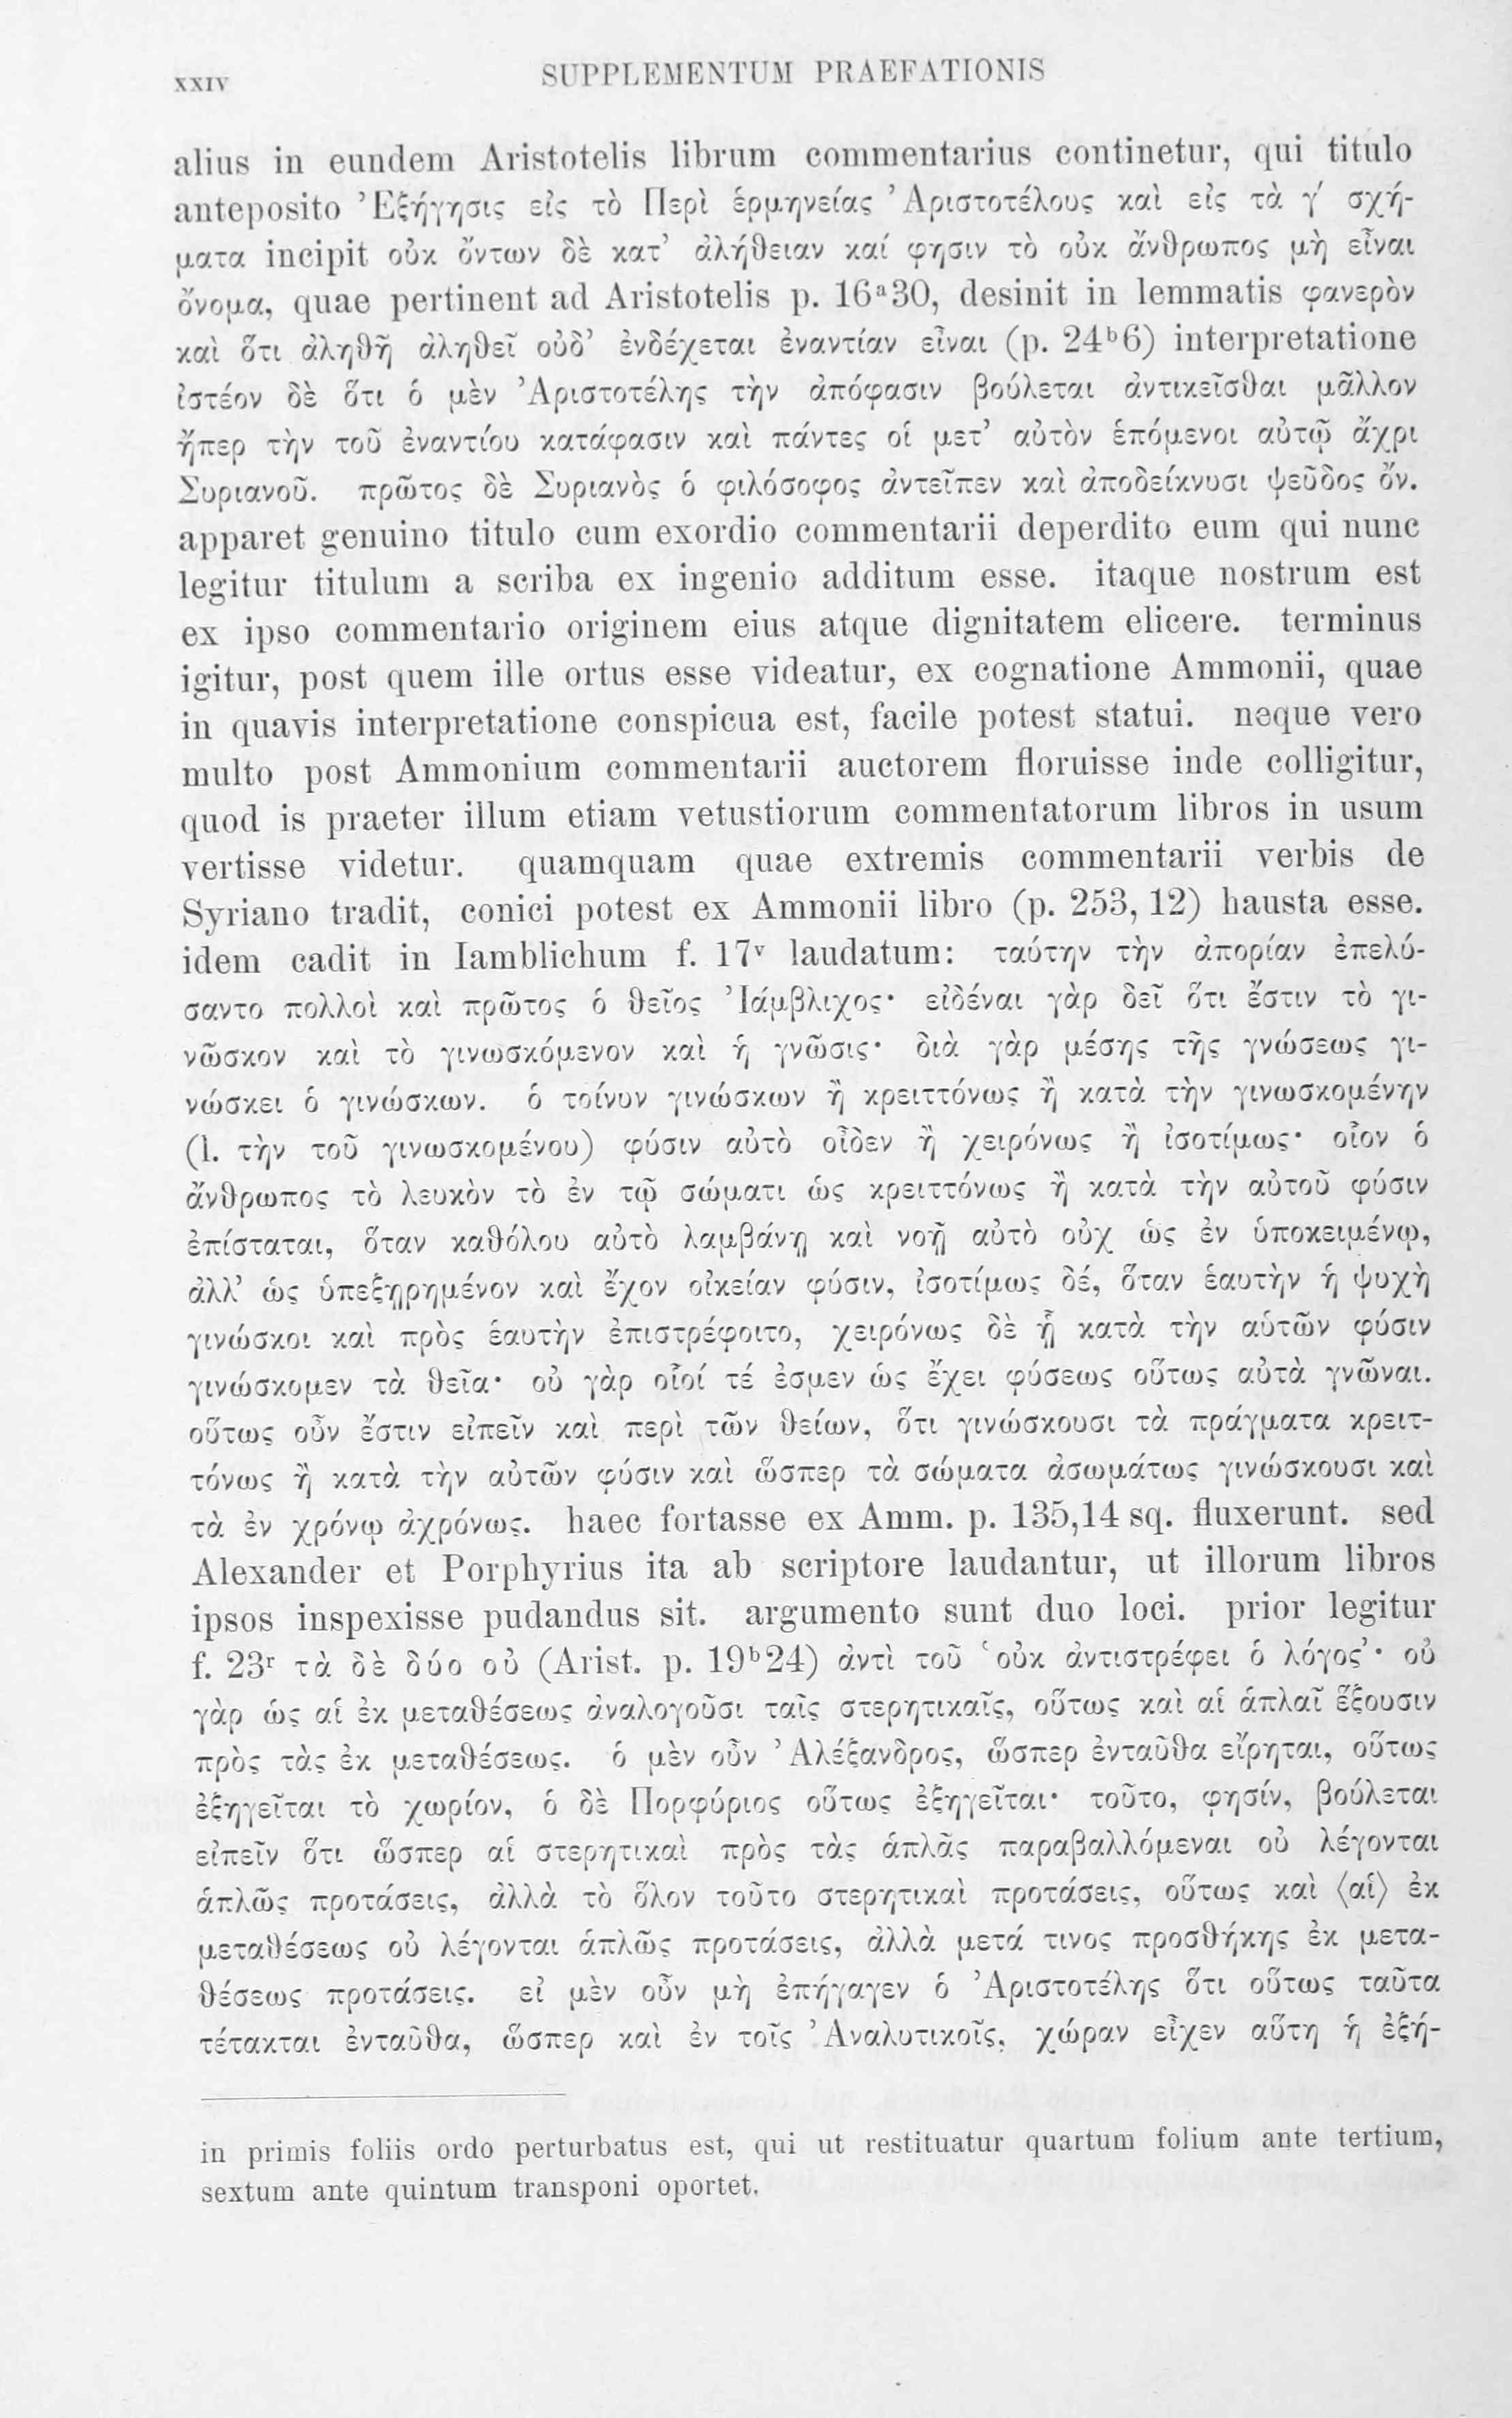 xxiv
SUPPLEMENTUM PRAEFATIONIS
alius in eundem Aristotelis librum commentarius continetur, qui titulo
anteposito Ἐξήγησις εἰς τὸ Περὶ ἑρμηνείας Ἀριστοτέλους καὶ εἰς τὰ γ΄ σχή-
ματα incipit οὐκ ὄντων δὲ κατ’ ἀλήθειαν καί φησιν τὸ οὐκ ἄνθρωπος μὴ εἶναι
ὄνομα, quae pertinent ad Aristotelis p. 16ᵃ30, desinit in lemmatis φανερὸν
καὶ ὅτι ἀληθῆ ἀληθεῖ οὐδ’ ἐνδέχεται ἐναντίαν εἶναι (p. 24ᵇ6) interpretatione
ἰστέον δὲ ὅτι ὁ μὲν Ἀριστοτέλης τὴν ἀπόφασιν βούλεται ἀντικεῖσθαι μᾶλλον
ἤπερ τὴν τοῦ ἐναντίου κατάφασιν καὶ πάντες οἱ μετ’ αὐτὸν ἑπόμενοι αὐτῷ ἄχρι
Συριανοῦ. πρῶτος δὲ Συριανὸς ὁ φιλόσοφος ἀντεῖπεν καὶ ἀποδείκνυσι ψεῦδος ὄν.
apparet genuino titulo cum exordio commentarii deperdito eum qui nunc
legitur titulum a scriba ex ingenio additum esse. itaque nostrum est
ex ipso commentario originem eius atque dignitatem elicere. terminus
igitur, post quem ille ortus esse videatur, ex cognatione Ammonii, quae
in quavis interpretatione conspicua est, facile potest statui. neque vero
multo post Ammonium commentarii auctorem floruisse inde colligitur,
quod is praeter illum etiam vetustiorum commentatorum libros in usum
vertisse videtur. quamquam quae extremis commentarii verbis de
Syriano tradit, conici potest ex Ammonii libro (p. 253, 12) hausta esse.
idem cadit in Iamblichum f. 17ᵛ laudatum: ταύτην τὴν ἀπορίαν ἐπελύ-
σαντο πολλοὶ καὶ πρῶτος ὁ θεῖος Ἰάμβλιχος· εἰδέναι γὰρ δεῖ ὅτι ἔστιν τὸ γι-
νῶσκον καὶ τὸ γινωσκόμενον καὶ ἡ γνῶσις· διὰ γὰρ μέσης τῆς γνώσεως γι-
νώσκει ὁ γινώσκων. ὁ τοίνυν γινώσκων ἢ κρειττόνως ἢ κατὰ τὴν γινωσκομένην
(l. τὴν τοῦ γινωσκομένου) φύσιν αὐτὸ οἶδεν ἢ χειρόνως ἢ ἰσοτίμως· οἷον ὁ
ἄνθρωπος τὸ λευκὸν τὸ ἐν τῷ σώματι ὡς κρειττόνως ἢ κατὰ τὴν αὐτοῦ φύσιν
ἐπίσταται, ὅταν καθόλου αὐτὸ λαμβάνῃ καὶ νοῇ αὐτὸ οὐχ ὡς ἐν ὑποκειμένῳ,
ἀλλ’ ὡς ὑπεξῃρημένον καὶ ἔχον οἰκείαν φύσιν, ἰσοτίμως δέ, ὅταν ἑαυτὴν ἡ ψυχὴ
γινώσκοι καὶ πρὸς ἑαυτὴν ἐπιστρέφοιτο, χειρόνως δὲ ᾗ κατὰ τὴν αὑτῶν φύσιν
γινώσκομεν τὰ θεῖα· οὐ γὰρ οἷοί τέ ἐσμεν ὡς ἔχει φύσεως οὕτως αὐτὰ γνῶναι.
οὕτως οὖν ἔστιν εἰπεῖν καὶ περὶ τῶν θείων, ὅτι γινώσκουσι τὰ πράγματα κρειτ-
τόνως ἢ κατὰ τὴν αὐτῶν φύσιν καὶ ὥσπερ τὰ σώματα ἀσωμάτως γινώσκουσι καὶ
τὰ ἐν χρόνῳ ἀχρόνως. haec fortasse ex Amm. p. 135,14 sq. fluxerunt. sed
Alexander et Porphyrius ita ab scriptore laudantur, ut illorum libros
ipsos inspexisse putandus sit. argumento sunt duo loci. prior legitur
f. 23ʳ τὰ δὲ δύο οὐ (Arist. p. 19ᵇ24) ἀντὶ τοῦ ‘οὐκ ἀντιστρέφει ὁ λόγος’· οὐ
γὰρ ὡς αἱ ἐκ μεταθέσεως ἀναλογοῦσι ταῖς στερητικαῖς, οὕτως καὶ αἱ ἁπλαῖ ἕξουσιν
πρὸς τὰς ἐκ μεταθέσεως. ὁ μὲν οὖν Ἀλέξανδρος, ὥσπερ ἐνταῦθα εἴρηται, οὕτως
ἐξηγεῖται τὸ χωρίον, ὁ δὲ Πορφύριος οὕτως ἐξηγεῖται· τοῦτο, φησίν, βούλεται
εἰπεῖν ὅτι ὥσπερ αἱ στερητικαὶ πρὸς τὰς ἁπλᾶς παραβαλλόμεναι οὐ λέγονται
ἁπλῶς προτάσεις, ἀλλὰ τὸ ὅλον τοῦτο στερητικαὶ προτάσεις, οὕτως καὶ ⟨αἱ⟩ ἐκ
μεταθέσεως οὐ λέγονται ἁπλῶς προτάσεις, ἀλλὰ μετά τινος προσθήκης ἐκ μετα-
θέσεως προτάσεις. εἰ μὲν οὖν μὴ ἐπήγαγεν ὁ Ἀριστοτέλης ὅτι οὕτως ταῦτα
τέτακται ἐνταῦθα, ὥσπερ καὶ ἐν τοῖς Ἀναλυτικοῖς, χώραν εἶχεν αὕτη ἡ ἐξή-
in primis foliis ordo perturbatus est, qui ut restituatur quartum folium ante tertium,
sextum ante quintum transponi oportet.